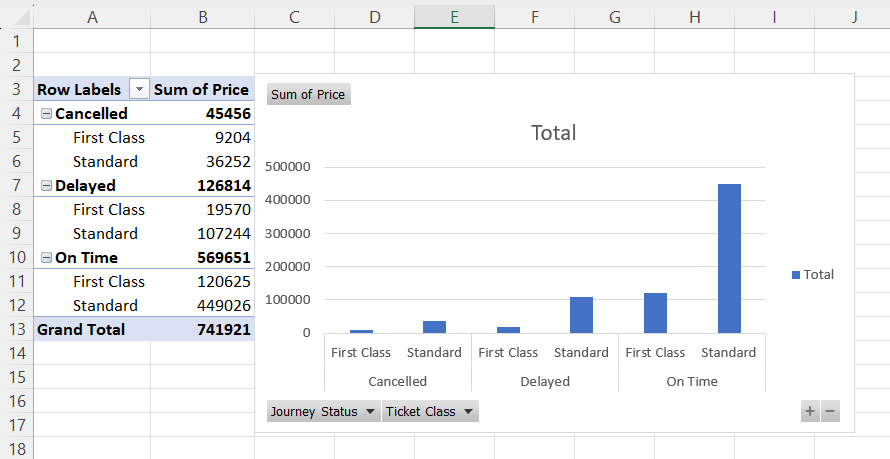 A B C D E F G H I J
1
2
3 Row Labels Sum of Price
4 Cancelled 45456
5 First Class 9204
6 Standard 36252
7 Delayed 126814
8 First Class 19570
9 Standard 107244
10 On Time 569651
11 First Class 120625
12 Standard 449026
13 Grand Total 741921
14
15
16
17
18
Sum of Price
Total
500000
400000
300000
200000
100000
0
Total
First Class Standard First Class Standard First Class Standard
Cancelled Delayed On Time
Journey Status Ticket Class + −